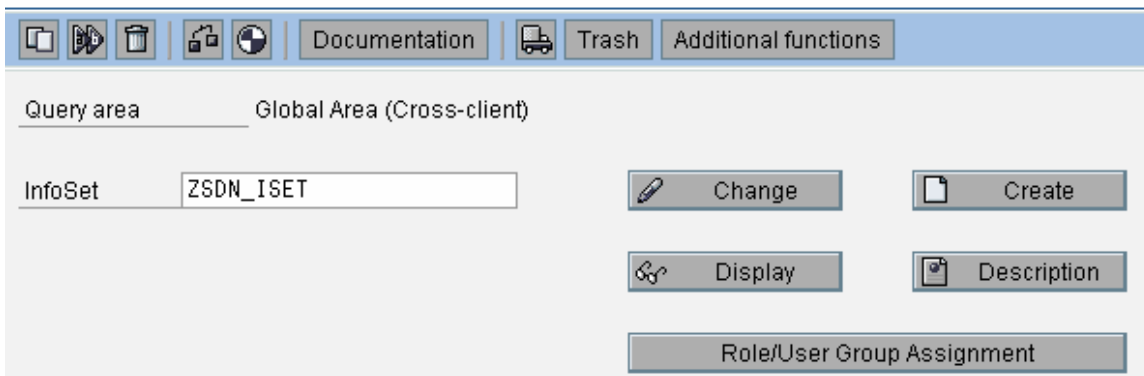 Documentation Trash Additional functions
Query area Global Area (Cross-client)
InfoSet ZSDN_ISET Change Create
Display Description
Role/User Group Assignment